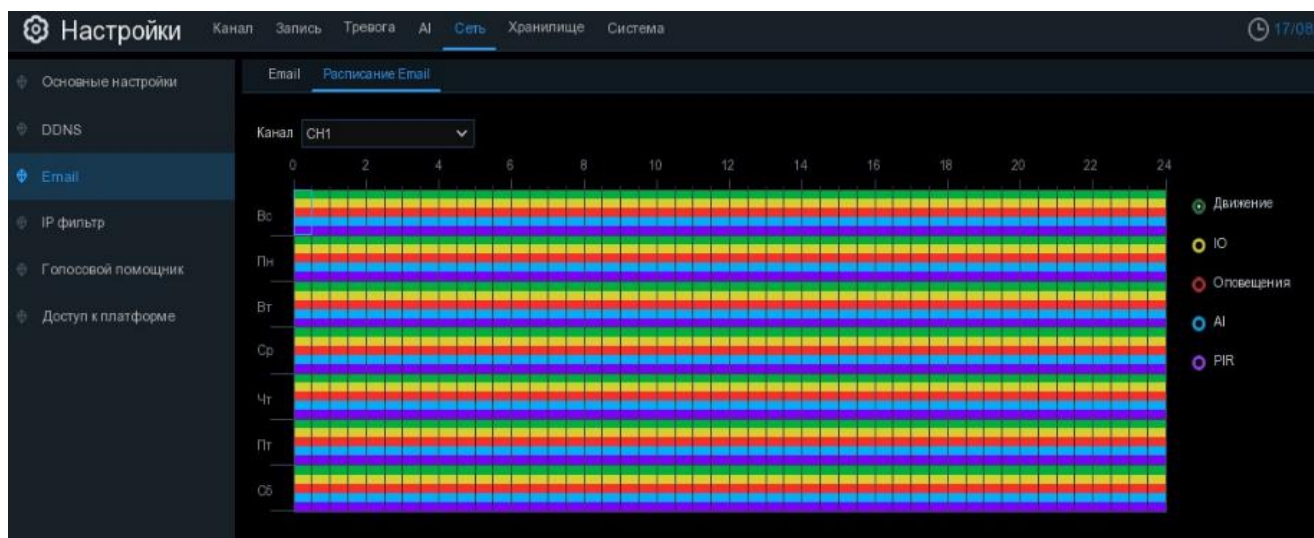 Настройки Канал Запись Тревога AI Сеть Хранилище Система 17/08
Основные настройки
DDNS
Email
IP фильтр
Голосовой помощник
Доступ к платформе
Email Расписание Email
Канал CH1
0 2 4 6 8 10 12 14 16 18 20 22 24
Вс
Пн
Вт
Ср
Чт
Пт
Сб
Движение
IO
Оповещения
AI
PIR